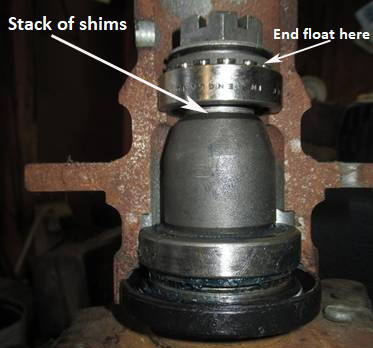 Stack of shims
End float here